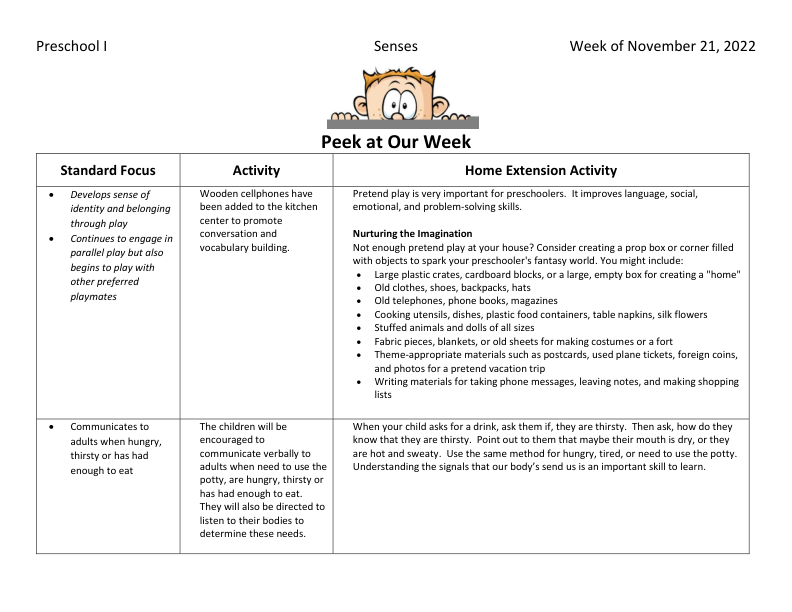 Preschool I Senses Week of November 21, 2022
Peek at Our Week
Standard Focus Activity Home Extension Activity
• Develops sense of
identity and belonging
through play
• Continues to engage in
parallel play but also
begins to play with
other preferred
playmates
Wooden cellphones have
been added to the kitchen
center to promote
conversation and
vocabulary building.
Pretend play is very important for preschoolers.  It improves language, social,
emotional, and problem-solving skills.
Nurturing the Imagination
Not enough pretend play at your house? Consider creating a prop box or corner filled
with objects to spark your preschooler's fantasy world. You might include:
• Large plastic crates, cardboard blocks, or a large, empty box for creating a "home"
• Old clothes, shoes, backpacks, hats
• Old telephones, phone books, magazines
• Cooking utensils, dishes, plastic food containers, table napkins, silk flowers
• Stuffed animals and dolls of all sizes
• Fabric pieces, blankets, or old sheets for making costumes or a fort
• Theme-appropriate materials such as postcards, used plane tickets, foreign coins,
and photos for a pretend vacation trip
• Writing materials for taking phone messages, leaving notes, and making shopping
lists
• Communicates to
adults when hungry,
thirsty or has had
enough to eat
The children will be
encouraged to
communicate verbally to
adults when need to use the
potty, are hungry, thirsty or
has had enough to eat.
They will also be directed to
listen to their bodies to
determine these needs.
When your child asks for a drink, ask them if, they are thirsty.  Then ask, how do they
know that they are thirsty.  Point out to them that maybe their mouth is dry, or they
are hot and sweaty.  Use the same method for hungry, tired, or need to use the potty.
Understanding the signals that our body's send us is an important skill to learn.